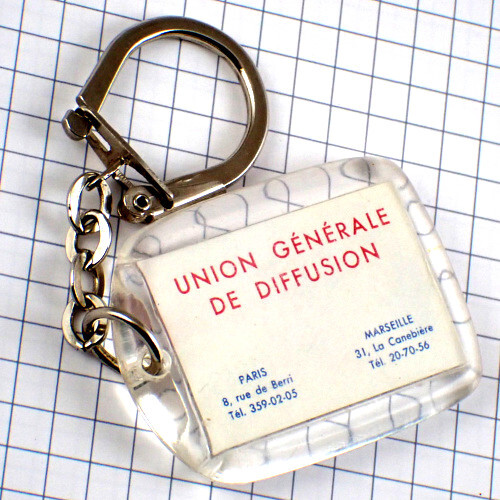 UNION GÉNÉRALE
DE DIFFUSION
PARIS
8, rue de Berri
Tél. 359-02-05
MARSEILLE
31, La Canebière
Tél. 20-70-56